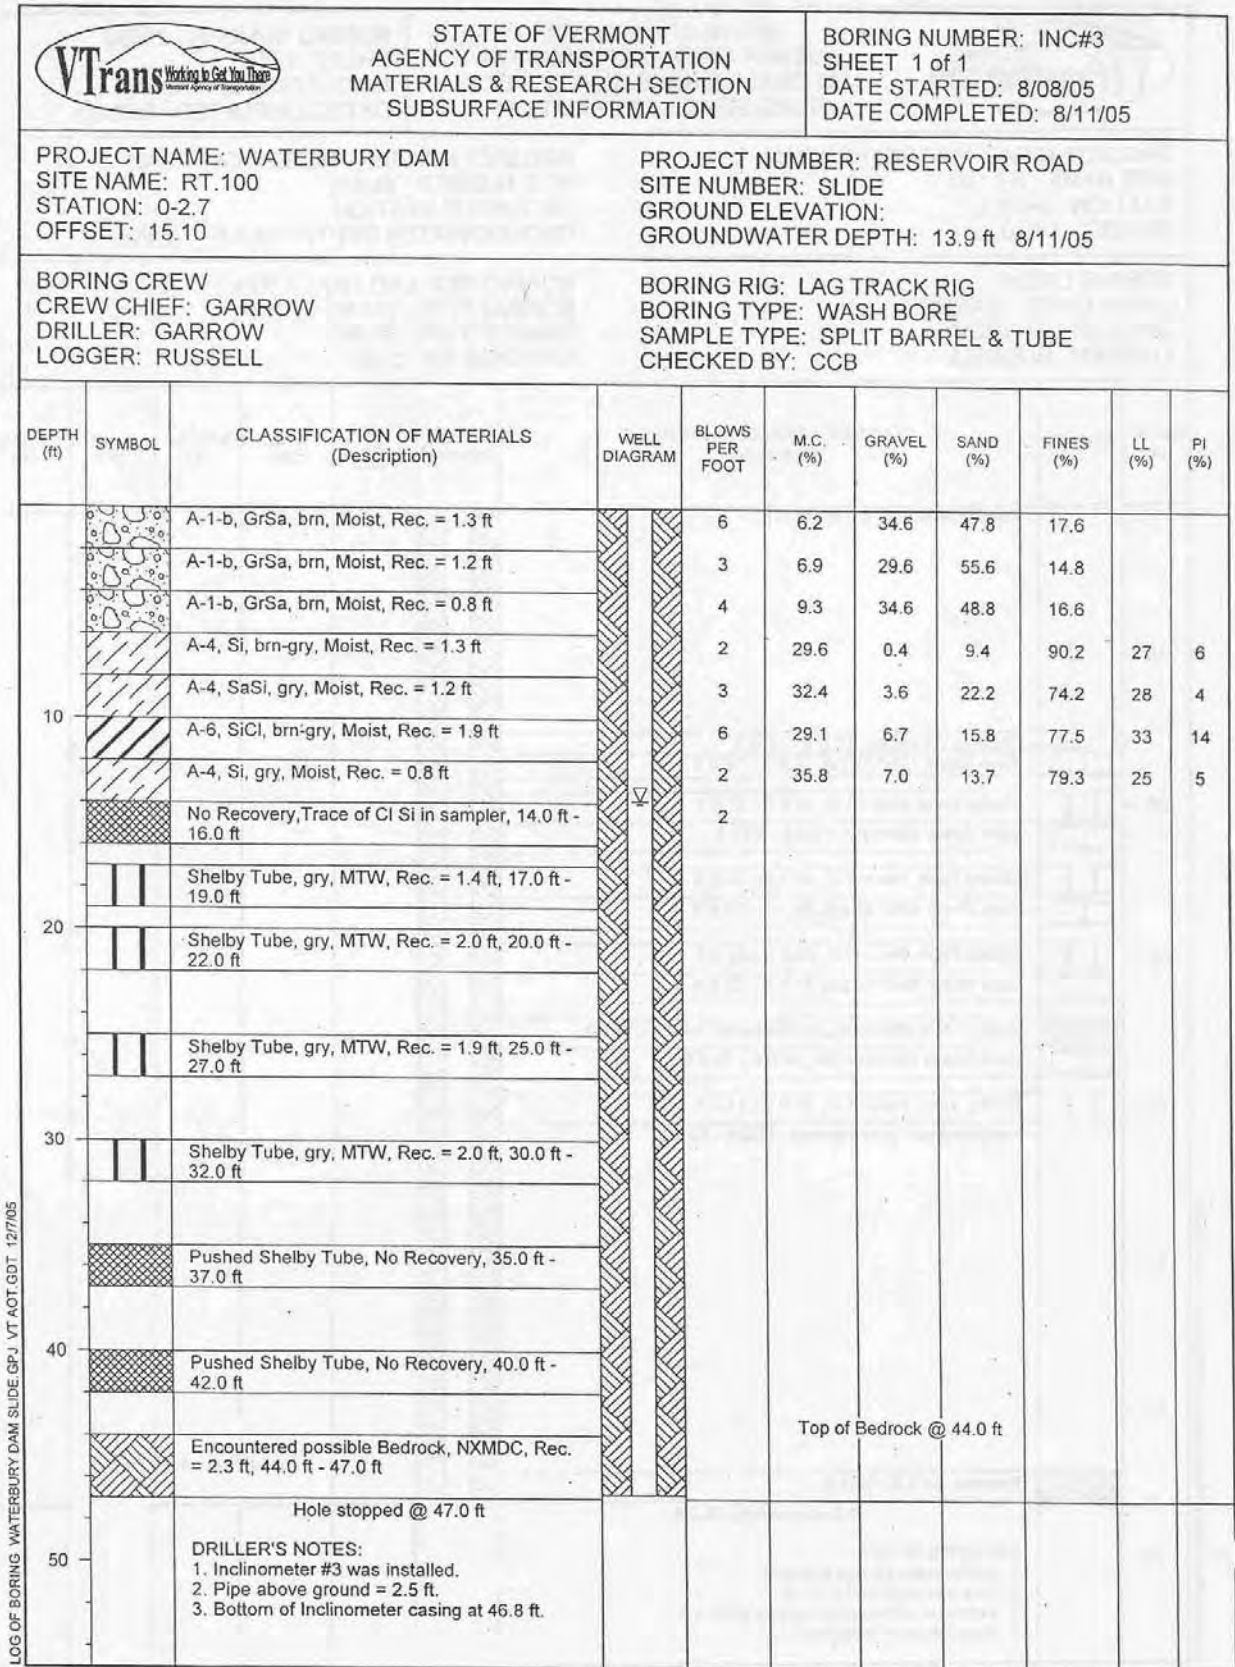 VTrans Working to Get You There
Vermont Agency of Transportation
STATE OF VERMONT
AGENCY OF TRANSPORTATION
MATERIALS & RESEARCH SECTION
SUBSURFACE INFORMATION
BORING NUMBER: INC#3
SHEET 1 of 1
DATE STARTED: 8/08/05
DATE COMPLETED: 8/11/05
PROJECT NAME: WATERBURY DAM
SITE NAME: RT.100
STATION: 0-2.7
OFFSET: 15.10
PROJECT NUMBER: RESERVOIR ROAD
SITE NUMBER: SLIDE
GROUND ELEVATION:
GROUNDWATER DEPTH: 13.9 ft 8/11/05
BORING CREW
CREW CHIEF: GARROW
DRILLER: GARROW
LOGGER: RUSSELL
BORING RIG: LAG TRACK RIG
BORING TYPE: WASH BORE
SAMPLE TYPE: SPLIT BARREL & TUBE
CHECKED BY: CCB
DEPTH (ft) SYMBOL CLASSIFICATION OF MATERIALS (Description) WELL DIAGRAM BLOWS PER FOOT M.C. (%) GRAVEL (%) SAND (%) FINES (%) LL (%) PI (%)
A-1-b, GrSa, brn, Moist, Rec. = 1.3 ft 6 6.2 34.6 47.8 17.6
A-1-b, GrSa, brn, Moist, Rec. = 1.2 ft 3 6.9 29.6 55.6 14.8
A-1-b, GrSa, brn, Moist, Rec. = 0.8 ft 4 9.3 34.6 48.8 16.6
A-4, Si, brn-gry, Moist, Rec. = 1.3 ft 2 29.6 0.4 9.4 90.2 27 6
A-4, SaSi, gry, Moist, Rec. = 1.2 ft 3 32.4 3.6 22.2 74.2 28 4
10 A-6, SiCl, brn-gry, Moist, Rec. = 1.9 ft 6 29.1 6.7 15.8 77.5 33 14
A-4, Si, gry, Moist, Rec. = 0.8 ft 2 35.8 7.0 13.7 79.3 25 5
No Recovery,Trace of Cl Si in sampler, 14.0 ft - 2
16.0 ft
Shelby Tube, gry, MTW, Rec. = 1.4 ft, 17.0 ft -
19.0 ft
20 Shelby Tube, gry, MTW, Rec. = 2.0 ft, 20.0 ft -
22.0 ft
Shelby Tube, gry, MTW, Rec. = 1.9 ft, 25.0 ft -
27.0 ft
30 Shelby Tube, gry, MTW, Rec. = 2.0 ft, 30.0 ft -
32.0 ft
Pushed Shelby Tube, No Recovery, 35.0 ft -
37.0 ft
40 Pushed Shelby Tube, No Recovery, 40.0 ft -
42.0 ft
Top of Bedrock @ 44.0 ft
Encountered possible Bedrock, NXMDC, Rec.
= 2.3 ft, 44.0 ft - 47.0 ft
Hole stopped @ 47.0 ft
50 DRILLER'S NOTES:
1. Inclinometer #3 was installed.
2. Pipe above ground = 2.5 ft.
3. Bottom of Inclinometer casing at 46.8 ft.
LOG OF BORING WATERBURY DAM SLIDE.GPJ VT AOT.GDT 12/7/05